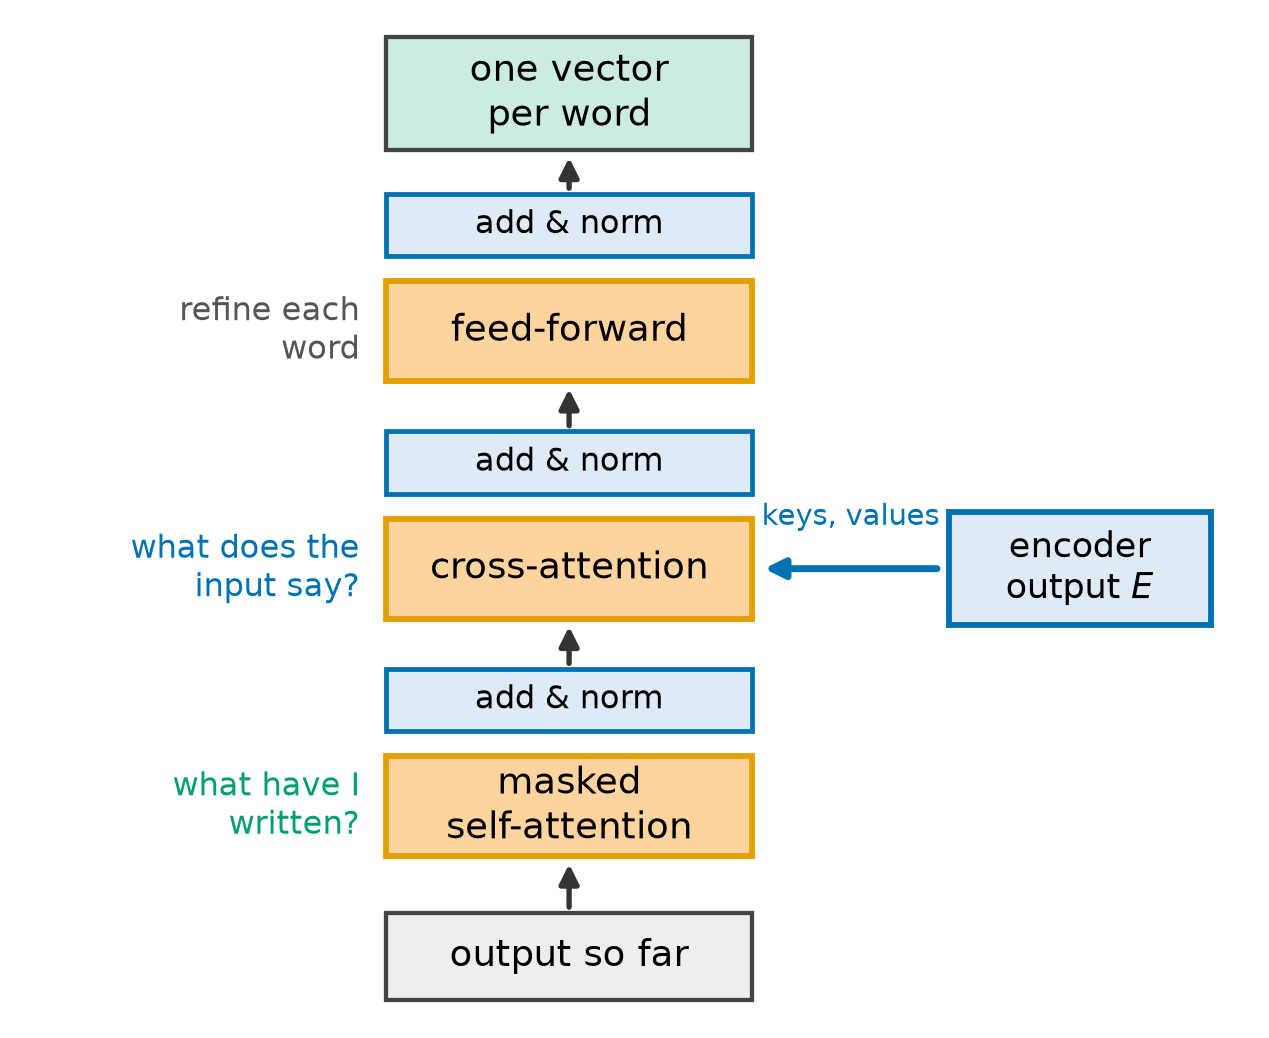 one vector
per word
add & norm
refine each
word
feed-forward
add & norm
what does the
input say?
cross-attention
keys, values
encoder
output E
add & norm
what have I
written?
masked
self-attention
output so far